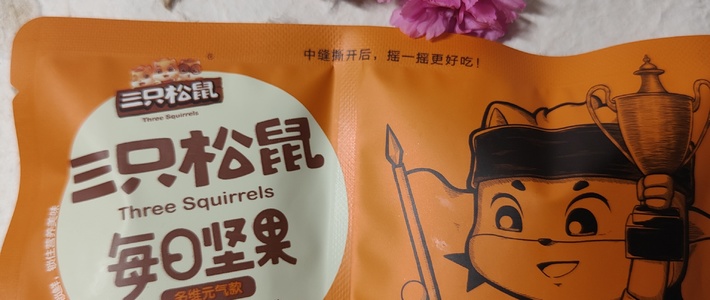 中缝撕开后，摇一摇更好吃！
三只松鼠
Three Squirrels
三只松鼠
Three Squirrels
每日坚果
多维元气款